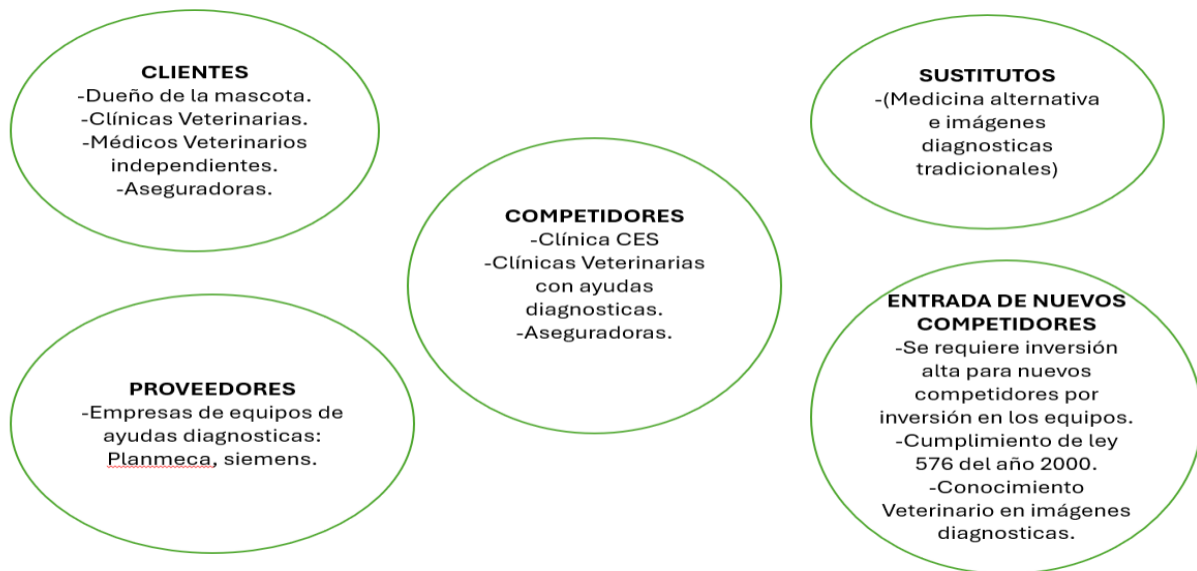 CLIENTES
-Dueño de la mascota.
-Clínicas Veterinarias.
-Médicos Veterinarios
independientes.
-Aseguradoras.
SUSTITUTOS
-(Medicina alternativa
e imágenes
diagnosticas
tradicionales)
COMPETIDORES
-Clínica CES
-Clínicas Veterinarias
con ayudas
diagnosticas.
-Aseguradoras.
PROVEEDORES
-Empresas de equipos de
ayudas diagnosticas:
Planmeca, siemens.
ENTRADA DE NUEVOS
COMPETIDORES
-Se requiere inversión
alta para nuevos
competidores por
inversión en los equipos.
-Cumplimiento de ley
576 del año 2000.
-Conocimiento
Veterinario en imágenes
diagnosticas.